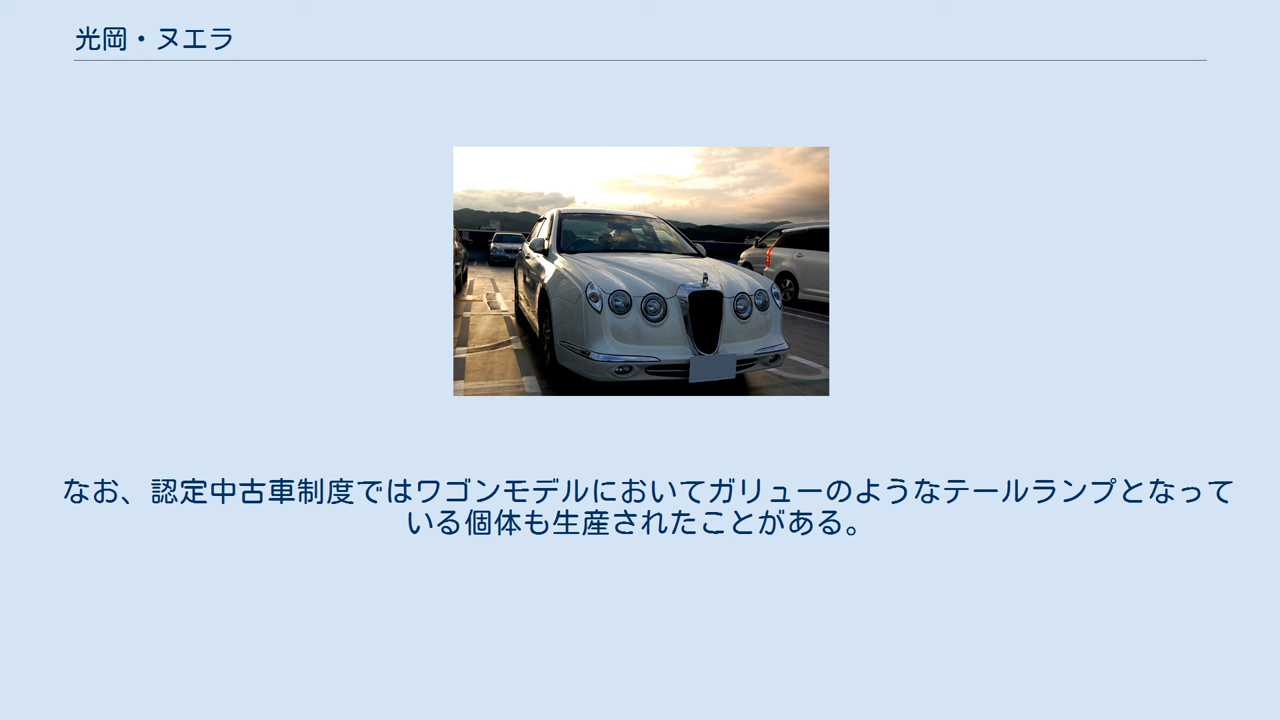 光岡・ヌエラ
なお、認定中古車制度ではワゴンモデルにおいてガリューのようなテールランプとなって
いる個体も生産されたことがある。